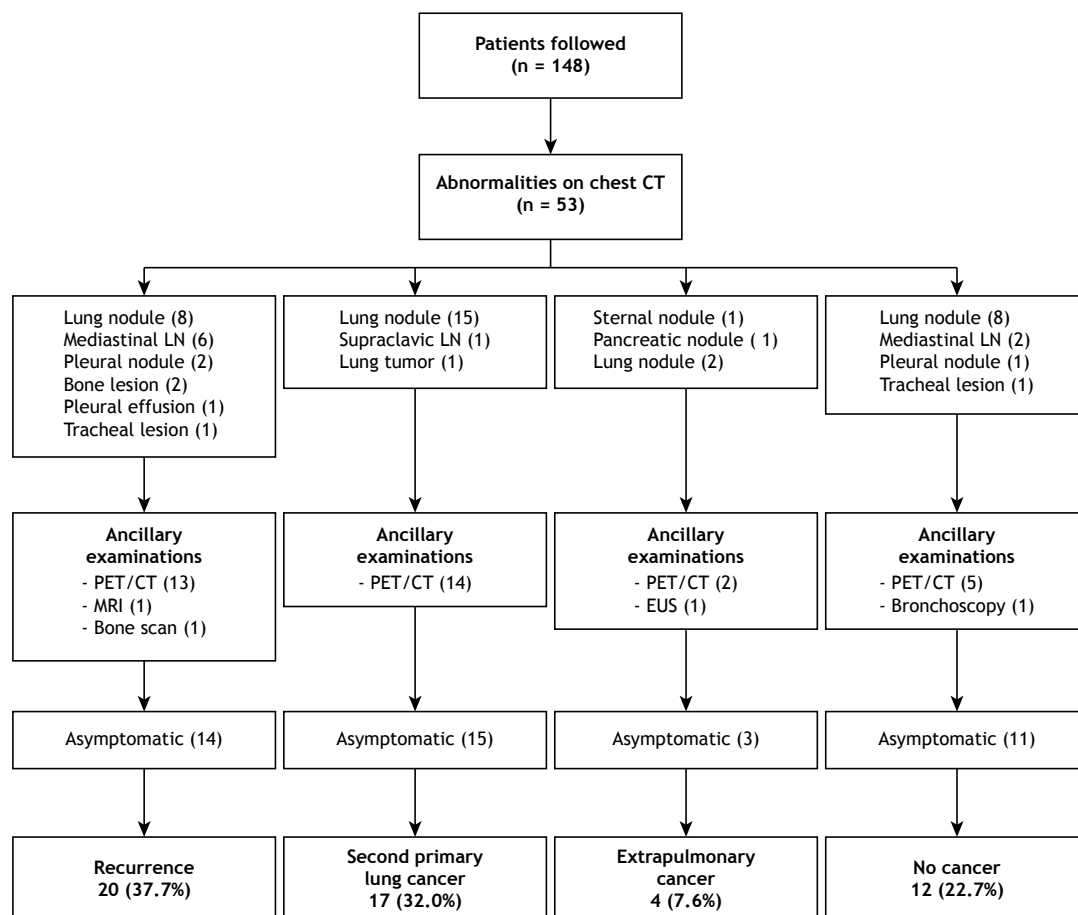 Patients followed
(n = 148)
Abnormalities on chest CT
(n = 53)
Lung nodule (8)
Mediastinal LN (6)
Pleural nodule (2)
Bone lesion (2)
Pleural effusion (1)
Tracheal lesion (1)
Lung nodule (15)
Supraclavic LN (1)
Lung tumor (1)
Sternal nodule (1)
Pancreatic nodule ( 1)
Lung nodule (2)
Lung nodule (8)
Mediastinal LN (2)
Pleural nodule (1)
Tracheal lesion (1)
Ancillary
examinations
- PET/CT (13)
- MRI (1)
- Bone scan (1)
Ancillary
examinations
- PET/CT (14)
Ancillary
examinations
- PET/CT (2)
- EUS (1)
Ancillary
examinations
- PET/CT (5)
- Bronchoscopy (1)
Asymptomatic (14)
Asymptomatic (15)
Asymptomatic (3)
Asymptomatic (11)
Recurrence
20 (37.7%)
Second primary
lung cancer
17 (32.0%)
Extrapulmonary
cancer
4 (7.6%)
No cancer
12 (22.7%)